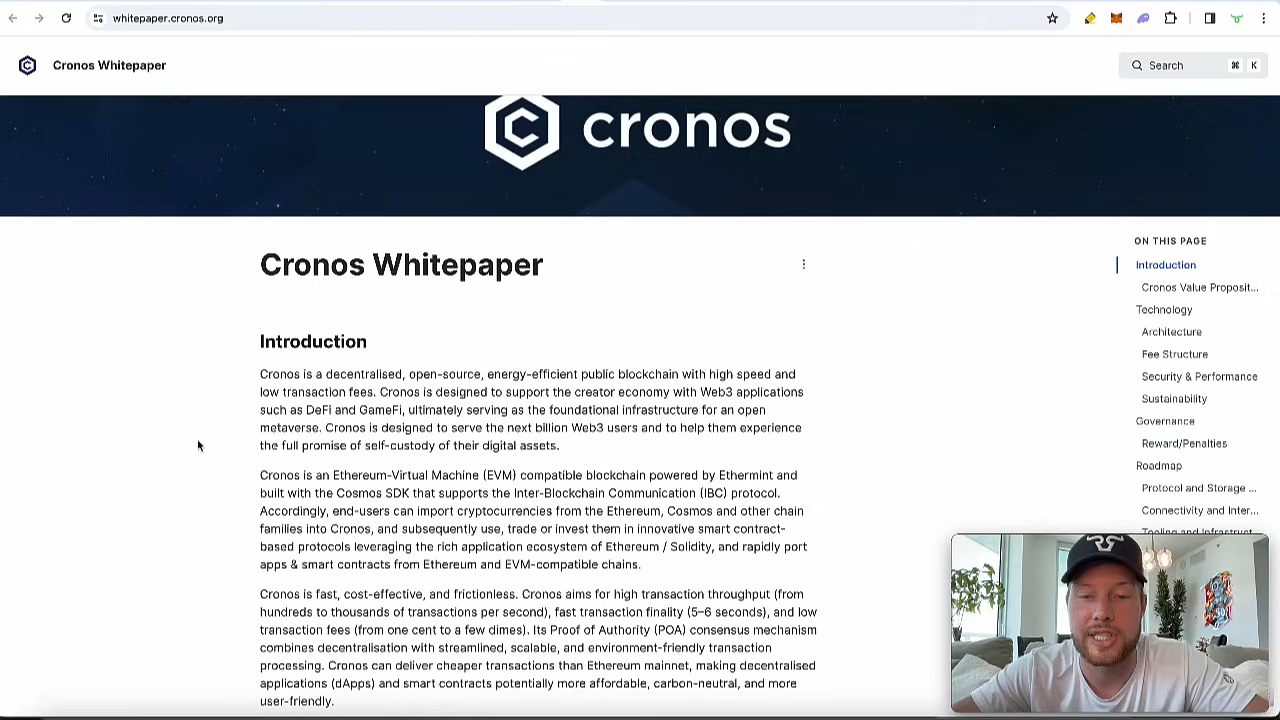 whitepaper.cronos.org
Cronos Whitepaper
Search
⌘ K
cronos
Cronos Whitepaper
Introduction
Cronos is a decentralised, open-source, energy-efficient public blockchain with high speed and
low transaction fees. Cronos is designed to support the creator economy with Web3 applications
such as DeFi and GameFi, ultimately serving as the foundational infrastructure for an open
metaverse. Cronos is designed to serve the next billion Web3 users and to help them experience
the full promise of self-custody of their digital assets.
Cronos is an Ethereum-Virtual Machine (EVM) compatible blockchain powered by Ethermint and
built with the Cosmos SDK that supports the Inter-Blockchain Communication (IBC) protocol.
Accordingly, end-users can import cryptocurrencies from the Ethereum, Cosmos and other chain
families into Cronos, and subsequently use, trade or invest them in innovative smart contract-
based protocols leveraging the rich application ecosystem of Ethereum / Solidity, and rapidly port
apps & smart contracts from Ethereum and EVM-compatible chains.
Cronos is fast, cost-effective, and frictionless. Cronos aims for high transaction throughput (from
hundreds to thousands of transactions per second), fast transaction finality (5–6 seconds), and low
transaction fees (from one cent to a few dimes). Its Proof of Authority (POA) consensus mechanism
combines decentralisation with streamlined, scalable, and environment-friendly transaction
processing. Cronos can deliver cheaper transactions than Ethereum mainnet, making decentralised
applications (dApps) and smart contracts potentially more affordable, carbon-neutral, and more
user-friendly.
ON THIS PAGE
Introduction
Cronos Value Proposit...
Technology
Architecture
Fee Structure
Security & Performance
Sustainability
Governance
Reward/Penalties
Roadmap
Protocol and Storage ...
Connectivity and Inter...
Tooling and Infrastruct...